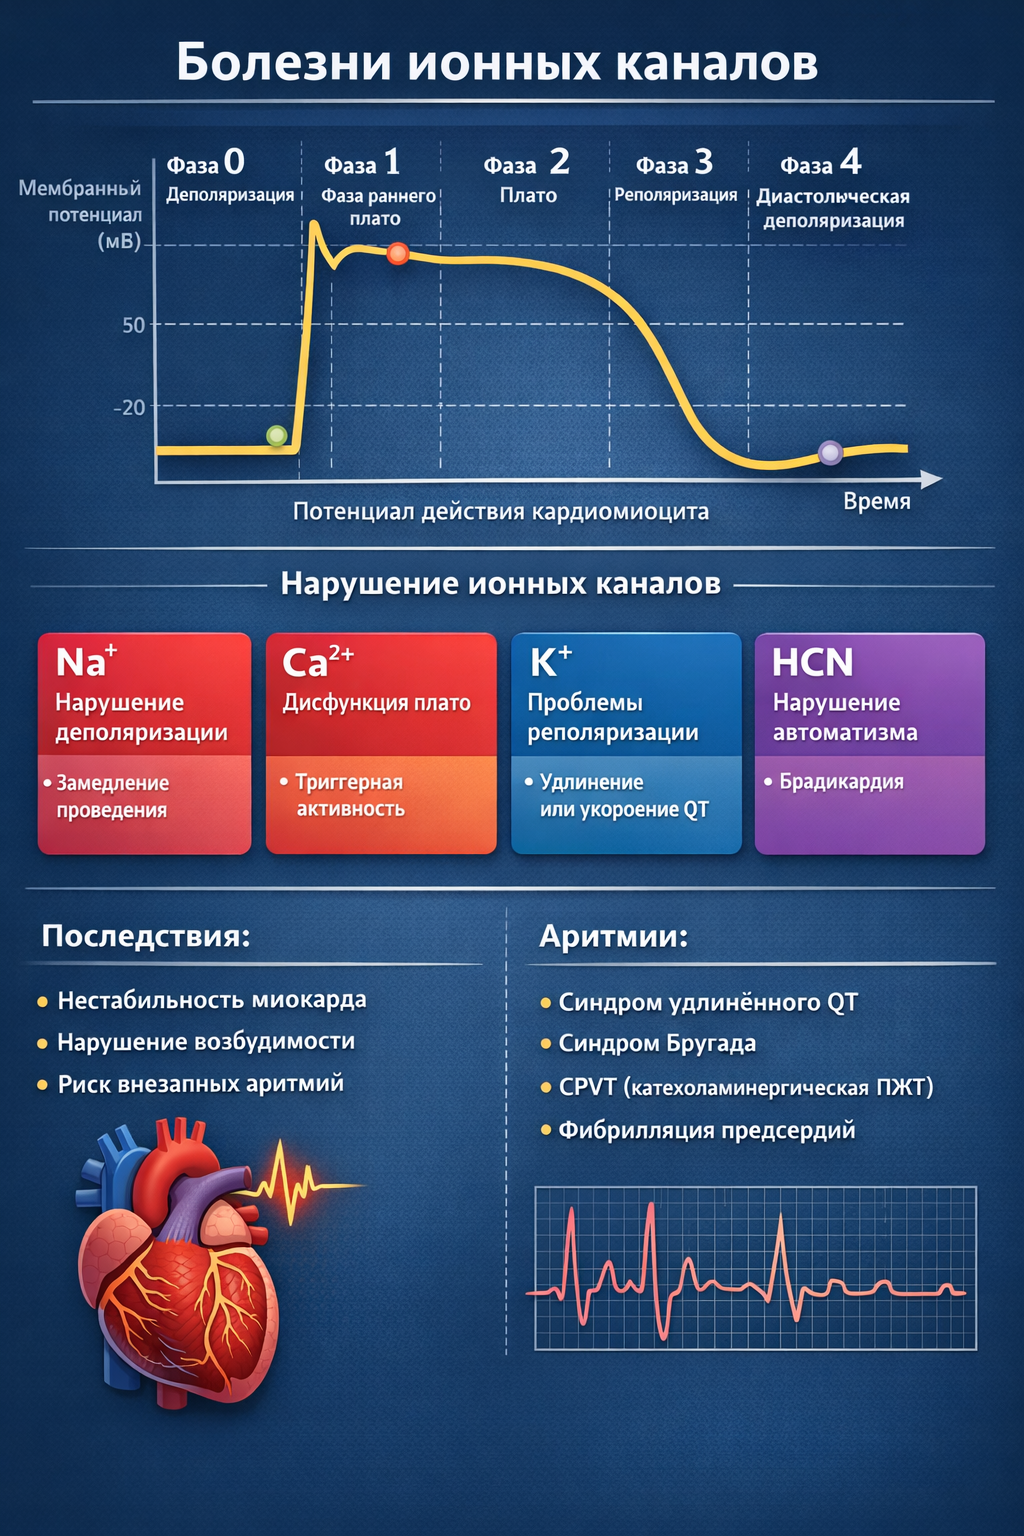 Болезни ионных каналов
Фаза 0
Деполяризация
Фаза 1
Фаза раннего
плато
Фаза 2
Плато
Фаза 3
Реполяризация
Фаза 4
Диастолическая
деполяризация
Мембранный
потенциал
(мВ)
50
-20
Время
Потенциал действия кардиомиоцита
Нарушение ионных каналов
Na⁺
Нарушение
деполяризации
• Замедление
проведения
Ca²⁺
Дисфункция плато
• Триггерная
активность
K⁺
Проблемы
реполяризации
• Удлинение
или укороение QT
HCN
Нарушение
автоматизма
• Брадикардия
Последствия:
• Нестабильность миокарда
• Нарушение возбудимости
• Риск внезапных аритмий
Аритмии:
• Синдром удлинённого QT
• Синдром Бругада
• CPVT (катехоламинергическая ПЖТ)
• Фибрилляция предсердий